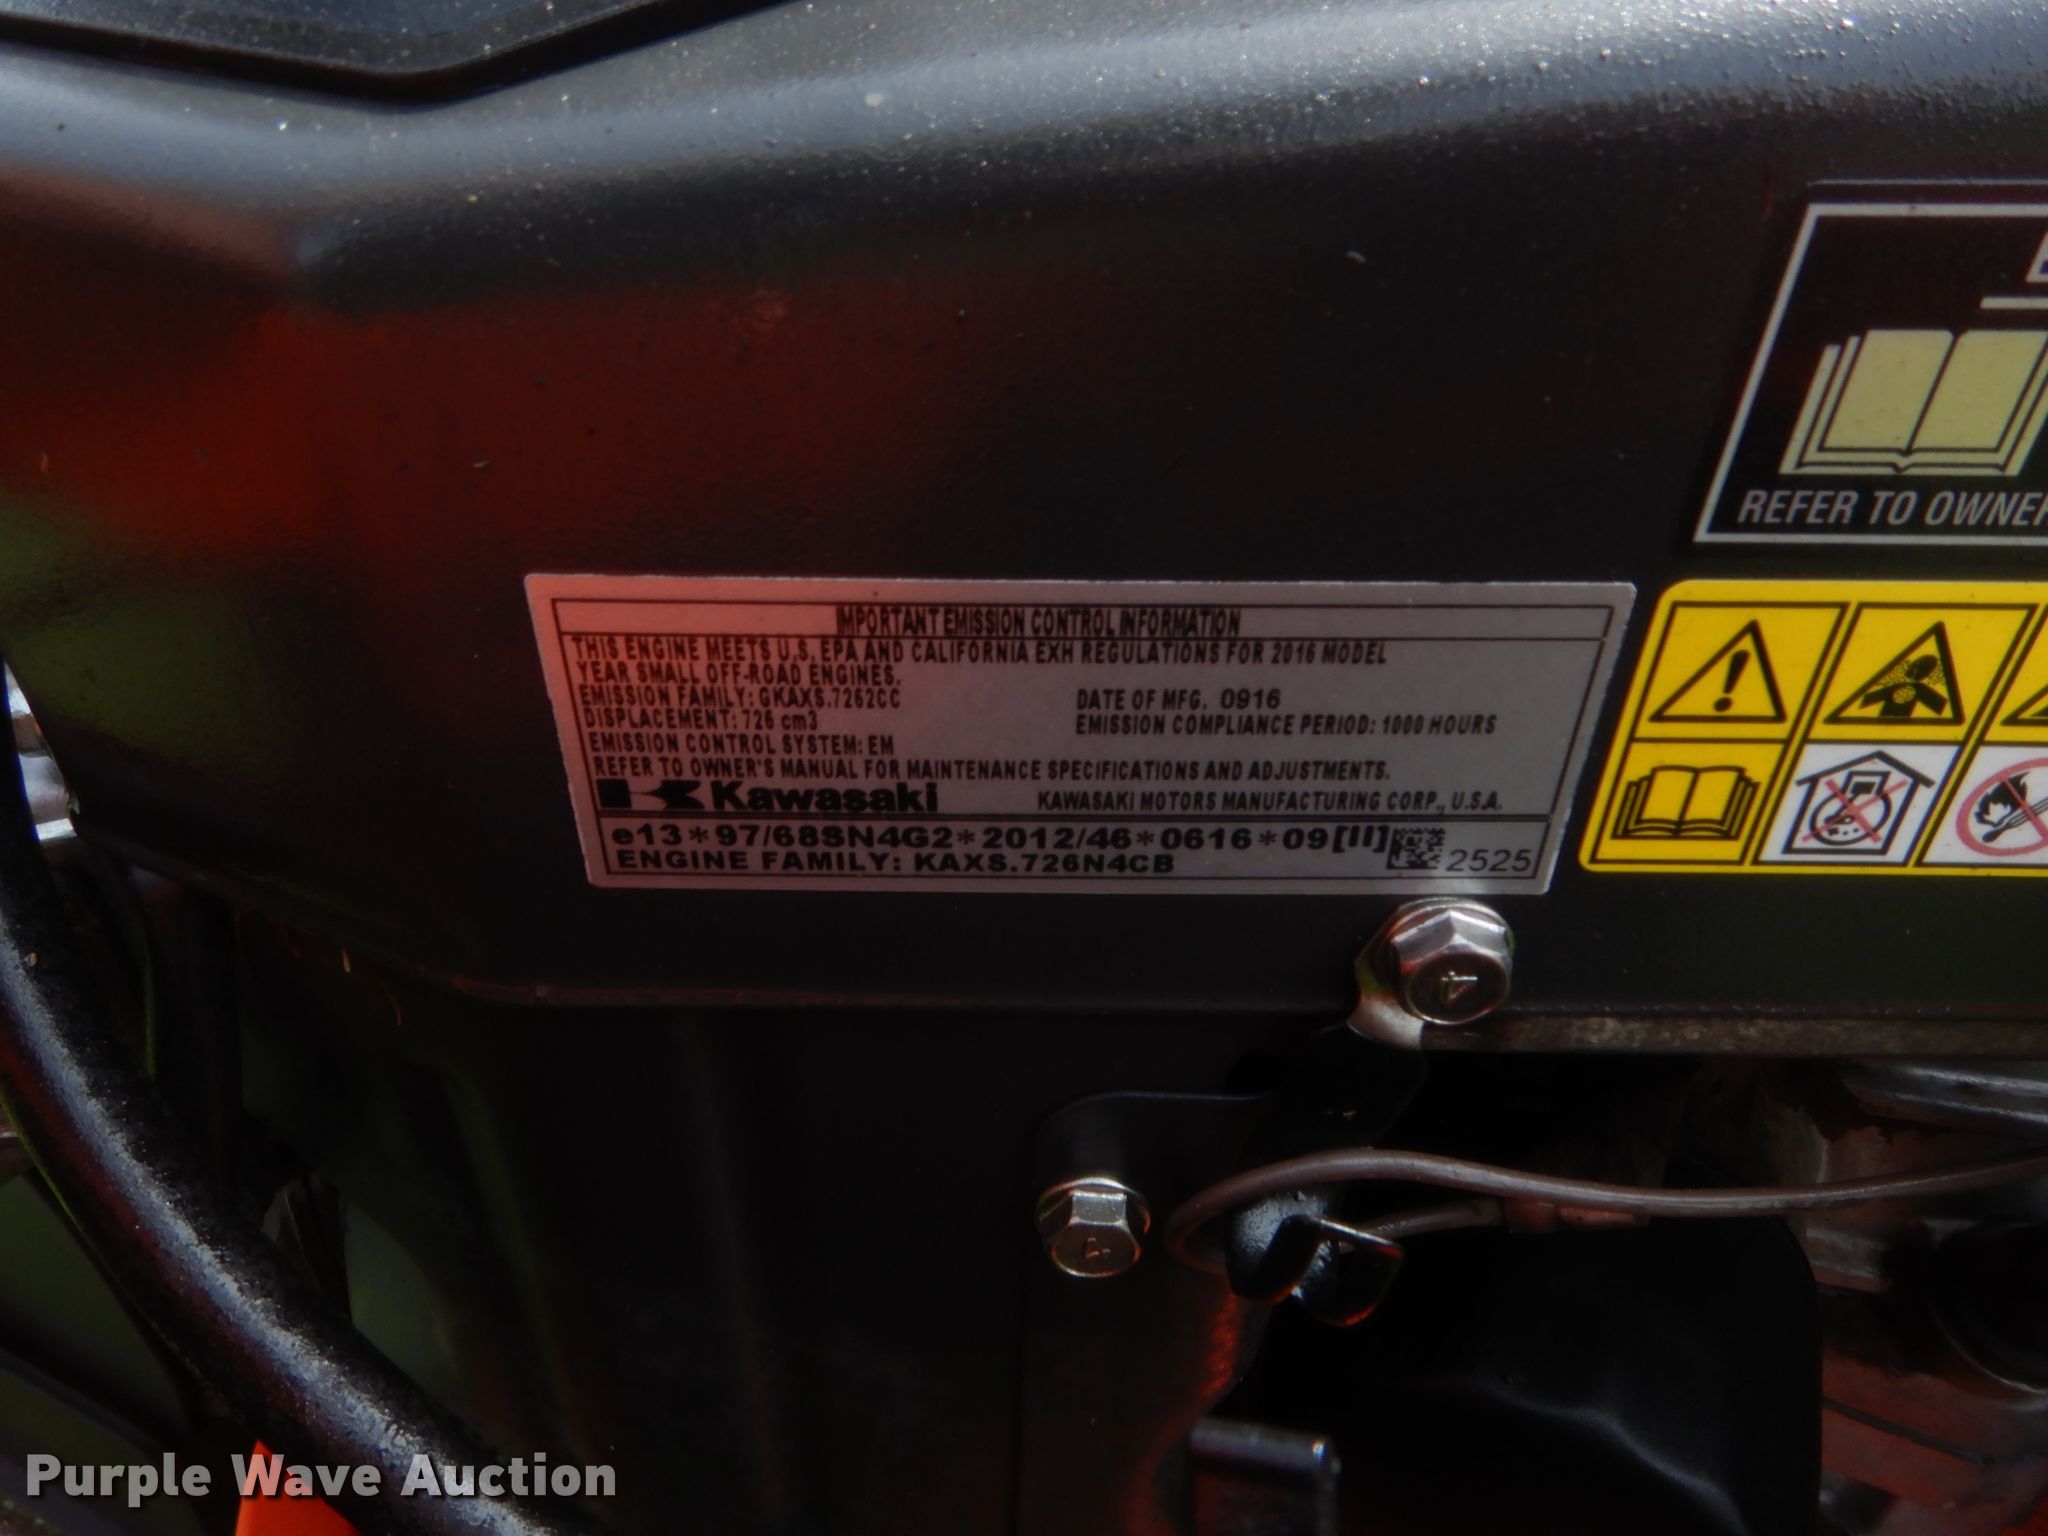 REFER TO OWNER
IMPORTANT EMISSION CONTROL INFORMATION
THIS ENGINE MEETS U.S. EPA AND CALIFORNIA EXH REGULATIONS FOR 2016 MODEL
YEAR SMALL OFF-ROAD ENGINES.
EMISSION FAMILY: GKAXS.7262CC DATE OF MFG. 0916
DISPLACEMENT: 726 cm3 EMISSION COMPLIANCE PERIOD: 1000 HOURS
EMISSION CONTROL SYSTEM: EM
REFER TO OWNER'S MANUAL FOR MAINTENANCE SPECIFICATIONS AND ADJUSTMENTS.
Kawasaki KAWASAKI MOTORS MANUFACTURING CORP., U.S.A.
e13*97/68SN4G2*2012/46*0616*09[II] 2525
ENGINE FAMILY: KAXS.726N4CB
4
4
Purple Wave Auction